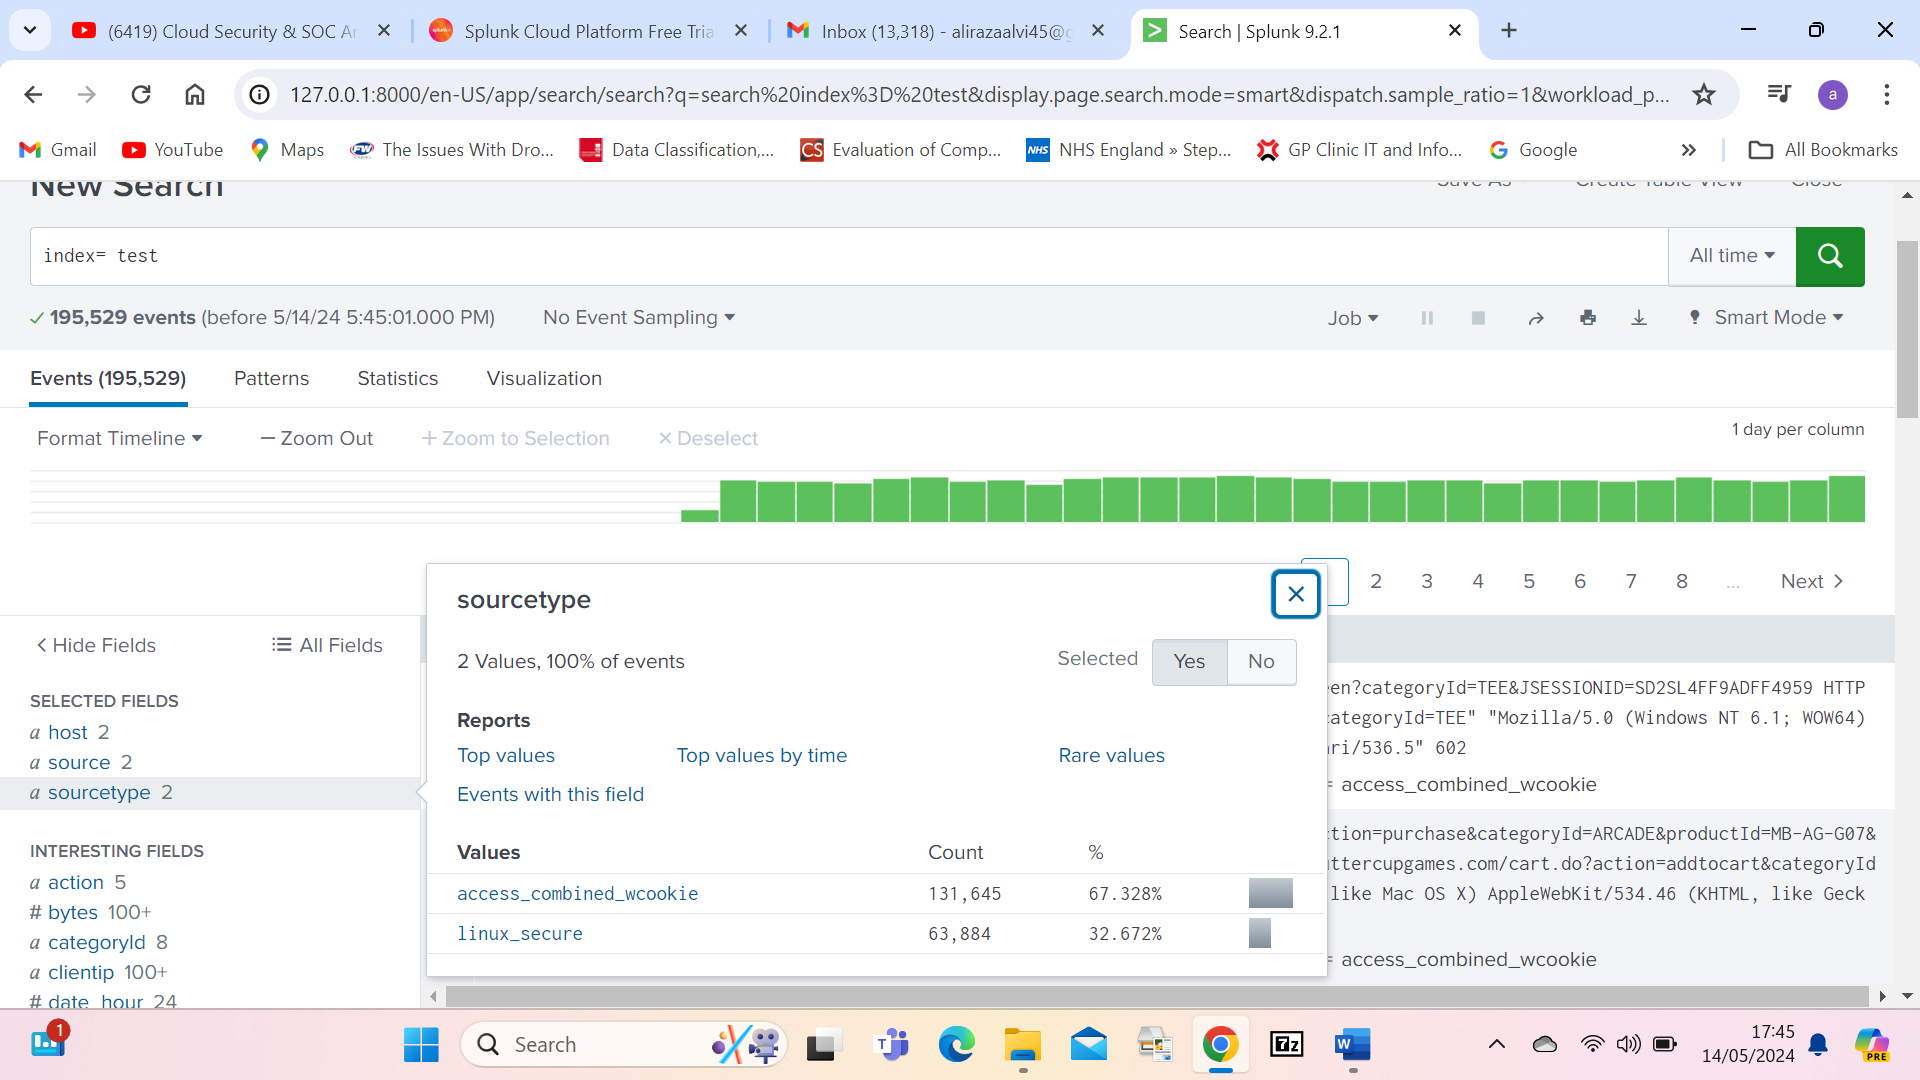 (6419) Cloud Security & SOC Ar
Splunk Cloud Platform Free Tria
Inbox (13,318) - alirazaalvi45@g
Search | Splunk 9.2.1
127.0.0.1:8000/en-US/app/search/search?q=search%20index%3D%20test&display.page.search.mode=smart&dispatch.sample_ratio=1&workload_p...
a
Gmail
YouTube
Maps
The Issues With Dro...
Data Classification,...
CS
Evaluation of Comp...
NHS
NHS England » Step...
GP Clinic IT and Info...
Google
»
All Bookmarks
New Search
Save As
Create Table View
Close
index= test
All time
195,529 events (before 5/14/24 5:45:01.000 PM)
No Event Sampling
Job
Smart Mode
Events (195,529)
Patterns
Statistics
Visualization
Format Timeline
— Zoom Out
+ Zoom to Selection
× Deselect
1 day per column
2 3 4 5 6 7 8 ... Next >
< Hide Fields
All Fields
SELECTED FIELDS
a host 2
a source 2
a sourcetype 2
INTERESTING FIELDS
a action 5
# bytes 100+
a categoryId 8
a clientip 100+
# date_hour 24
sourcetype
2 Values, 100% of events
Selected
Yes
No
Reports
Top values
Top values by time
Rare values
Events with this field
Values Count %
access_combined_wcookie 131,645 67.328%
linux_secure 63,884 32.672%
een?categoryId=TEE&JSESSIONID=SD2SL4FF9ADFF4959 HTTP
categoryId=TEE" "Mozilla/5.0 (Windows NT 6.1; WOW64)
ari/536.5" 602
= access_combined_wcookie
tion=purchase&categoryId=ARCADE&productId=MB-AG-G07&
uttercupgames.com/cart.do?action=addtocart&categoryId
like Mac OS X) AppleWebKit/534.46 (KHTML, like Geck
= access_combined_wcookie
1
Search
T
7z
W
17:45
14/05/2024
PRE